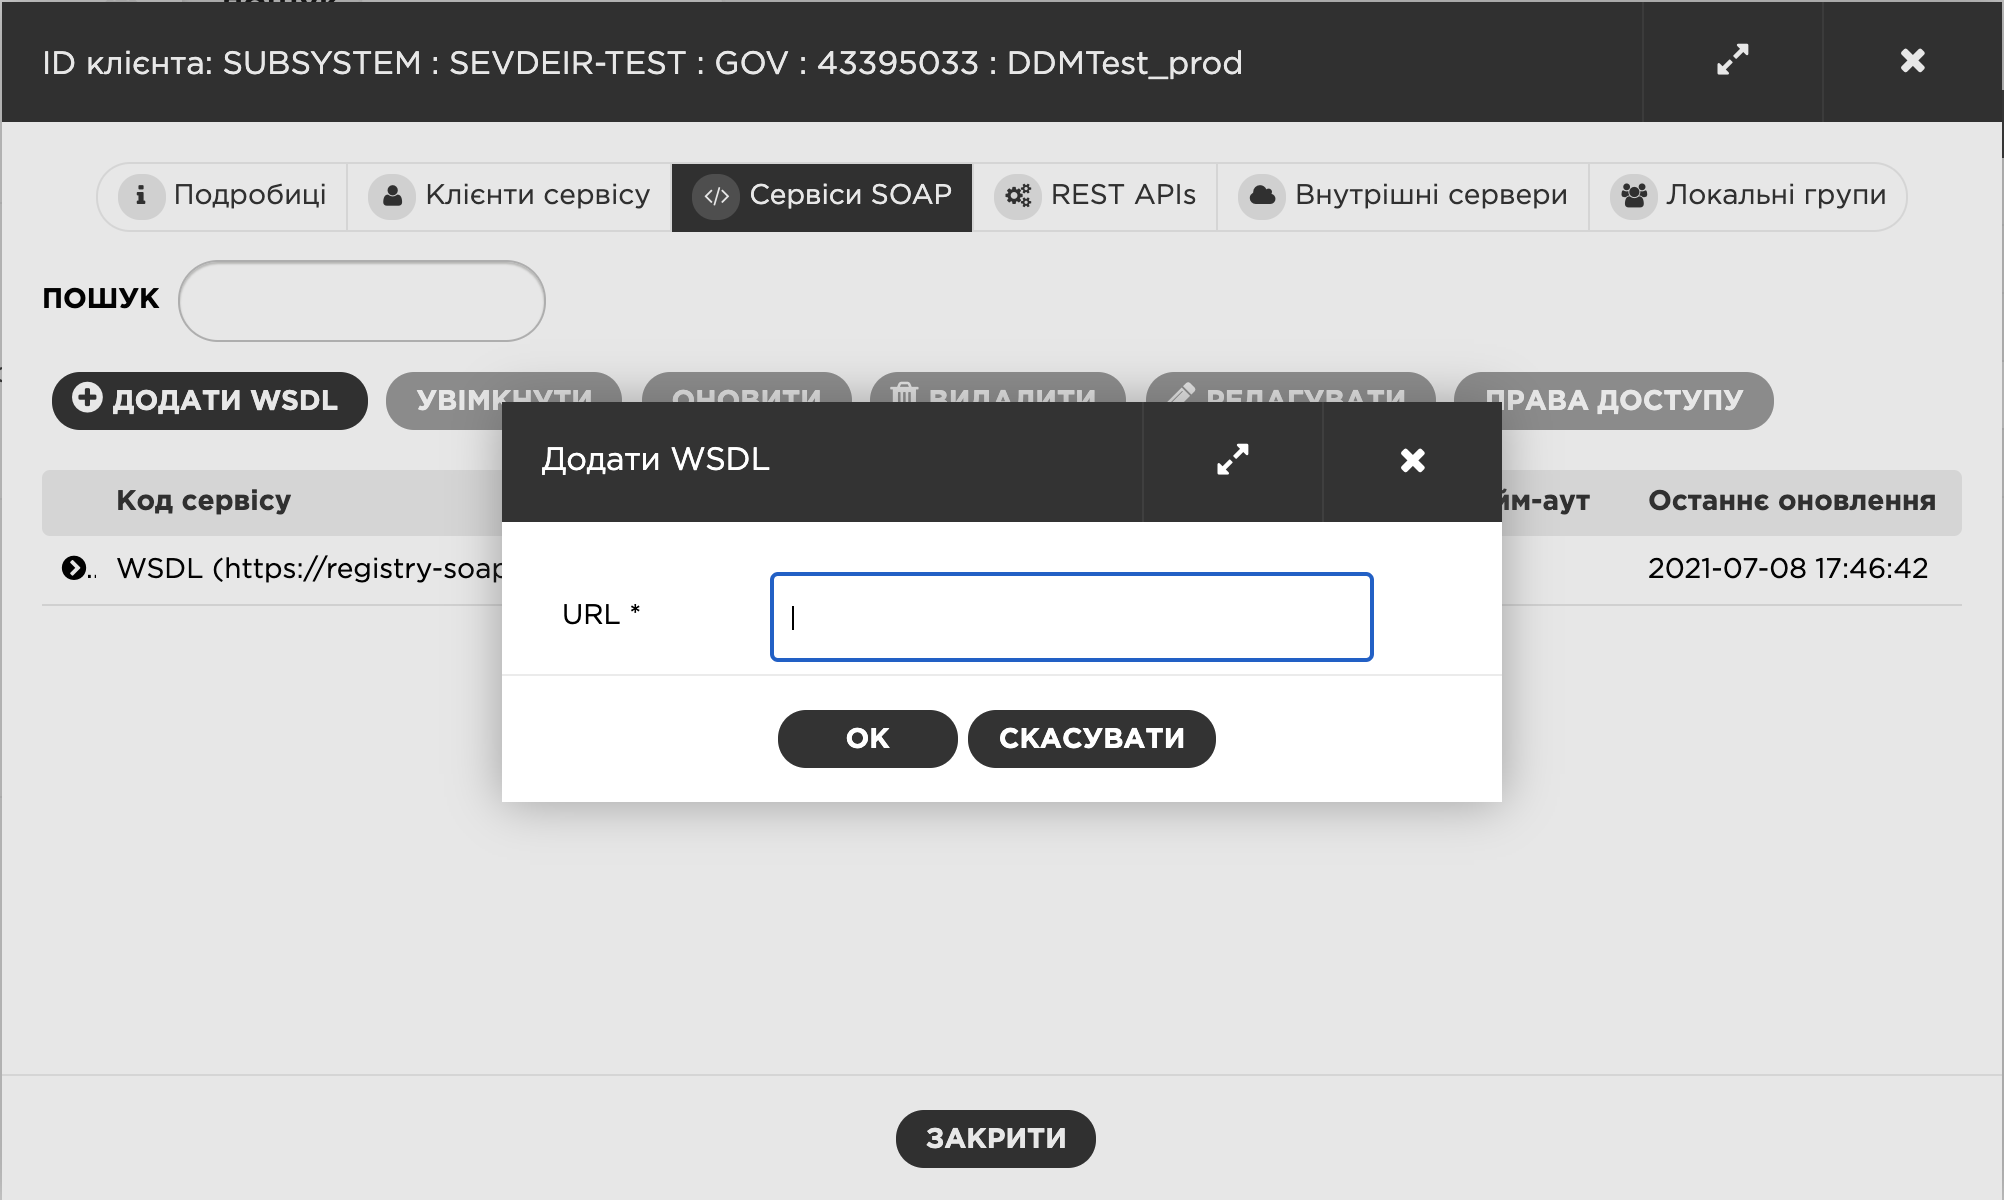 ID клієнта: SUBSYSTEM : SEVDEIR-TEST : GOV : 43395033 : DDMTest_prod
Подробиці Клієнти сервісу Сервіси SOAP REST APIs Внутрішні сервери Локальні групи
ПОШУК
ДОДАТИ WSDL УВІМКНУТИ ОНОВИТИ ВИДАЛИТИ РЕДАГУВАТИ ПРАВА ДОСТУПУ
Додати WSDL
Код сервісу йм-аут Останнє оновлення
WSDL (https://registry-soap 2021-07-08 17:46:42
URL *
OK СКАСУВАТИ
ЗАКРИТИ